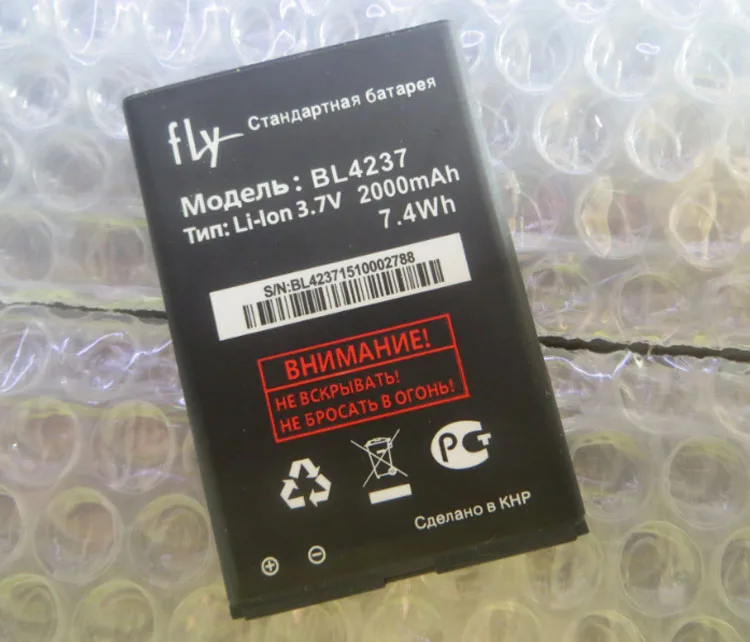 fly Стандартная батарея
Модель: BL4237
Тип: Li-Ion 3.7V 2000mAh
7.4Wh
S/N:BL42371510002788
ВНИМАНИЕ!
НЕ ВСКРЫВАТЬ!
НЕ БРОСАТЬ В ОГОНЬ!
РСТ
Сделано в КНР
+ -